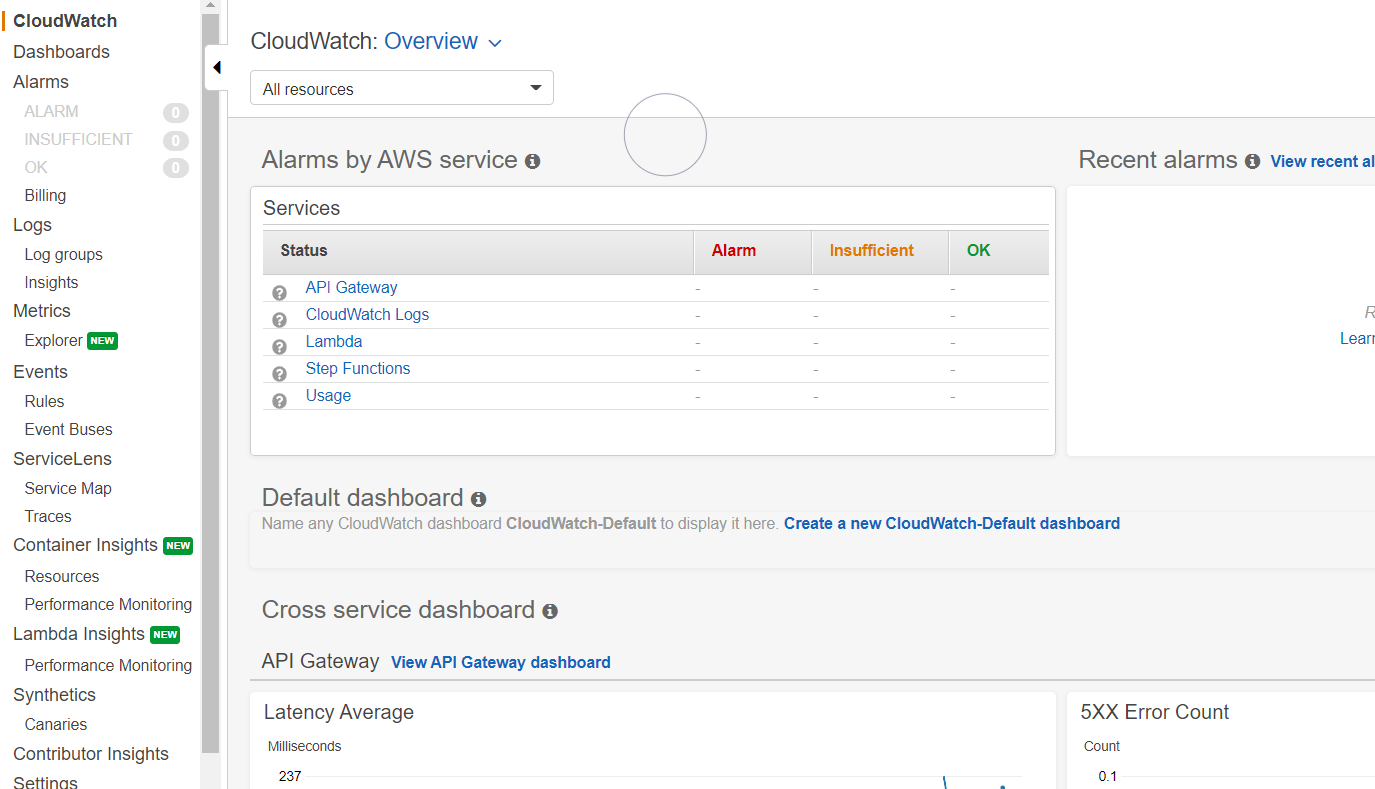 CloudWatch
Dashboards
Alarms
ALARM 0
INSUFFICIENT 0
OK 0
Billing
Logs
Log groups
Insights
Metrics
Explorer NEW
Events
Rules
Event Buses
ServiceLens
Service Map
Traces
Container Insights NEW
Resources
Performance Monitoring
Lambda Insights NEW
Performance Monitoring
Synthetics
Canaries
Contributor Insights
Settings
CloudWatch: Overview
All resources
Alarms by AWS service
Services
Status Alarm Insufficient OK
API Gateway - - -
CloudWatch Logs - - -
Lambda - - -
Step Functions - - -
Usage - - -
Recent alarms View recent al
R
Learn
Default dashboard
Name any CloudWatch dashboard CloudWatch-Default to display it here. Create a new CloudWatch-Default dashboard
Cross service dashboard
API Gateway View API Gateway dashboard
Latency Average
Milliseconds
237
5XX Error Count
Count
0.1